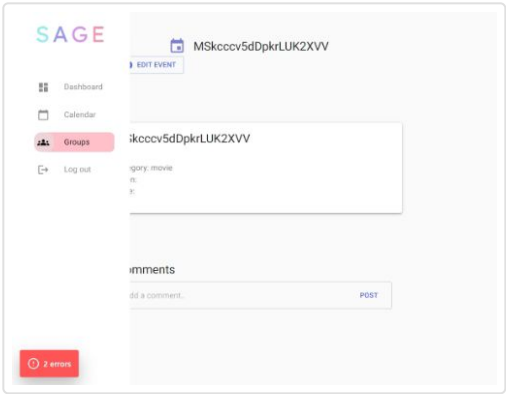 SAGE
MSkcccv5dDpkrLUK2XVV
EDIT EVENT
Dashboard
Calendar
Groups
Log out
Skcccv5dDpkrLUK2XVV
egory: movie
n:
e:
omments
dd a comment..
POST
2 errors